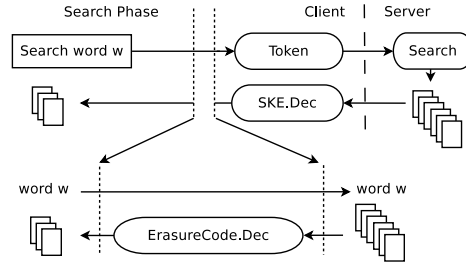 Search Phase Client Server
Search word w Token Search
SKE.Dec
word w word w
ErasureCode.Dec